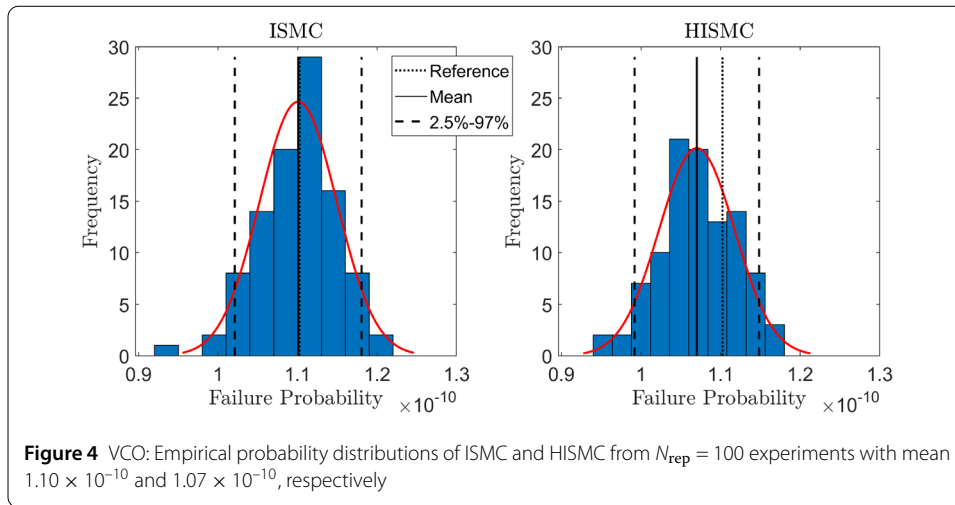 ISMC
HISMC
Frequency
30
25
20
15
10
5
0
0.9
1
1.1
1.2
1.3
Failure Probability
×10⁻¹⁰
Reference
Mean
2.5%-97%
Frequency
30
25
20
15
10
5
0
1
1.1
1.2
1.3
Failure Probability
×10⁻¹⁰
Figure 4 VCO: Empirical probability distributions of ISMC and HISMC from N_rep = 100 experiments with mean
1.10 × 10⁻¹⁰ and 1.07 × 10⁻¹⁰, respectively